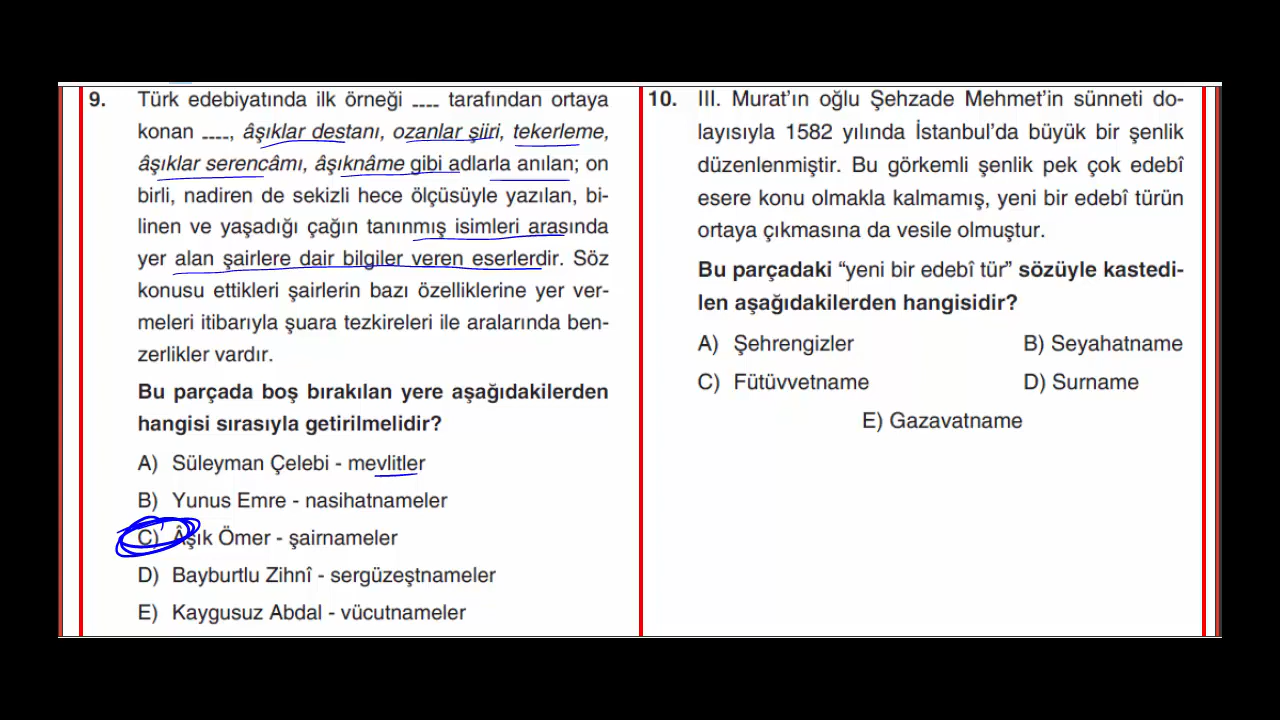 9. Türk edebiyatında ilk örneği ---- tarafından ortaya
konan ----, âşıklar destanı, ozanlar şiiri, tekerleme,
âşıklar serencâmı, âşıknâme gibi adlarla anılan; on
birli, nadiren de sekizli hece ölçüsüyle yazılan, bi-
linen ve yaşadığı çağın tanınmış isimleri arasında
yer alan şairlere dair bilgiler veren eserlerdir. Söz
konusu ettikleri şairlerin bazı özelliklerine yer ver-
meleri itibarıyla şuara tezkireleri ile aralarında ben-
zerlikler vardır.
Bu parçada boş bırakılan yere aşağıdakilerden
hangisi sırasıyla getirilmelidir?
A) Süleyman Çelebi - mevlitler
B) Yunus Emre - nasihatnameler
C) Âşık Ömer - şairnameler
D) Bayburtlu Zihnî - sergüzeştnameler
E) Kaygusuz Abdal - vücutnameler
10. III. Murat'ın oğlu Şehzade Mehmet'in sünneti do-
layısıyla 1582 yılında İstanbul'da büyük bir şenlik
düzenlenmiştir. Bu görkemli şenlik pek çok edebî
esere konu olmakla kalmamış, yeni bir edebî türün
ortaya çıkmasına da vesile olmuştur.
Bu parçadaki “yeni bir edebî tür” sözüyle kastedi-
len aşağıdakilerden hangisidir?
A) Şehrengizler B) Seyahatname
C) Fütüvvetname D) Surname
E) Gazavatname